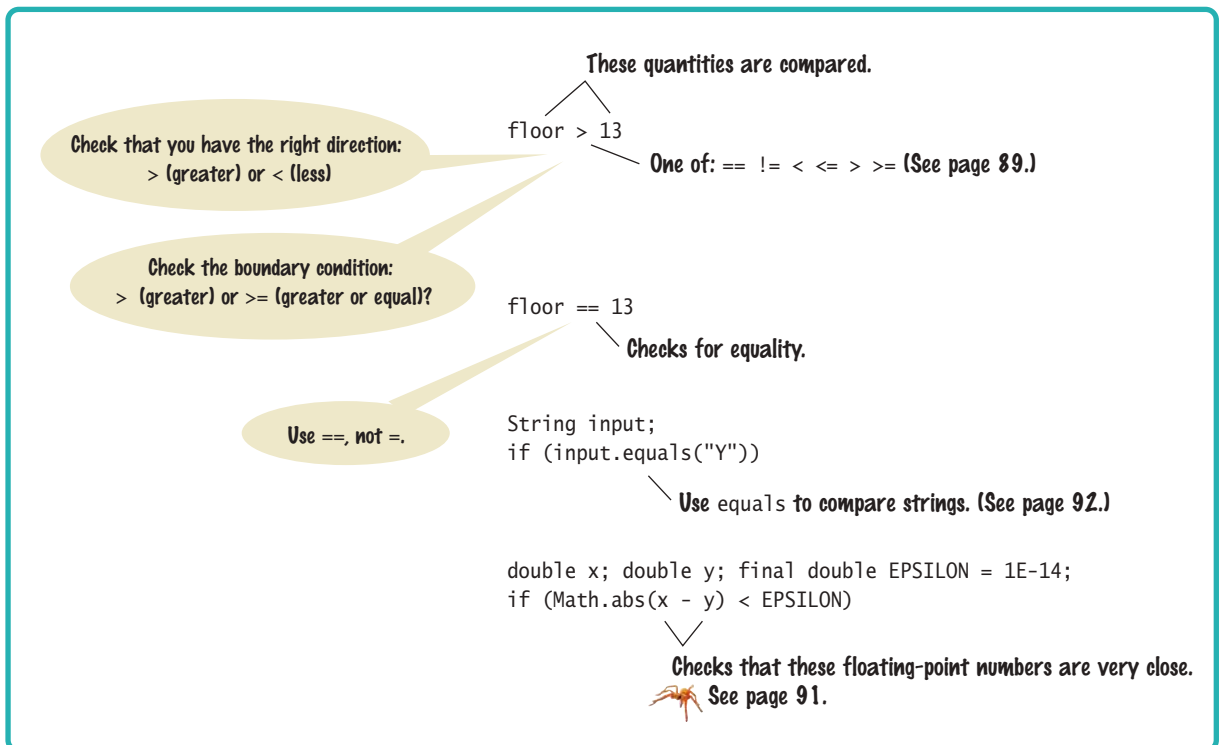 These quantities are compared.
floor > 13
Check that you have the right direction:
> (greater) or < (less)
One of: == != < <= > >= (See page 89.)
Check the boundary condition:
> (greater) or >= (greater or equal)?
floor == 13
Checks for equality.
Use ==, not =.
String input;
if (input.equals("Y"))
Use equals to compare strings. (See page 92.)
double x; double y; final double EPSILON = 1E-14;
if (Math.abs(x - y) < EPSILON)
Checks that these floating-point numbers are very close.
See page 91.